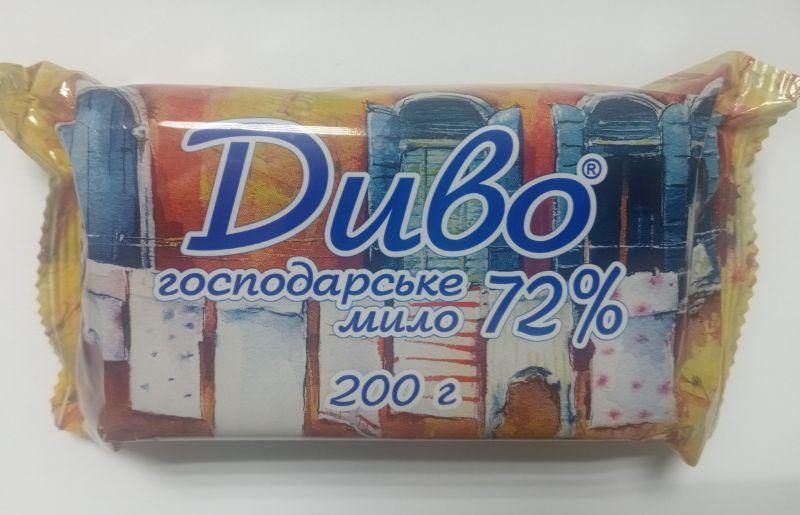 Диво®
господарське
мило 72%
200 г